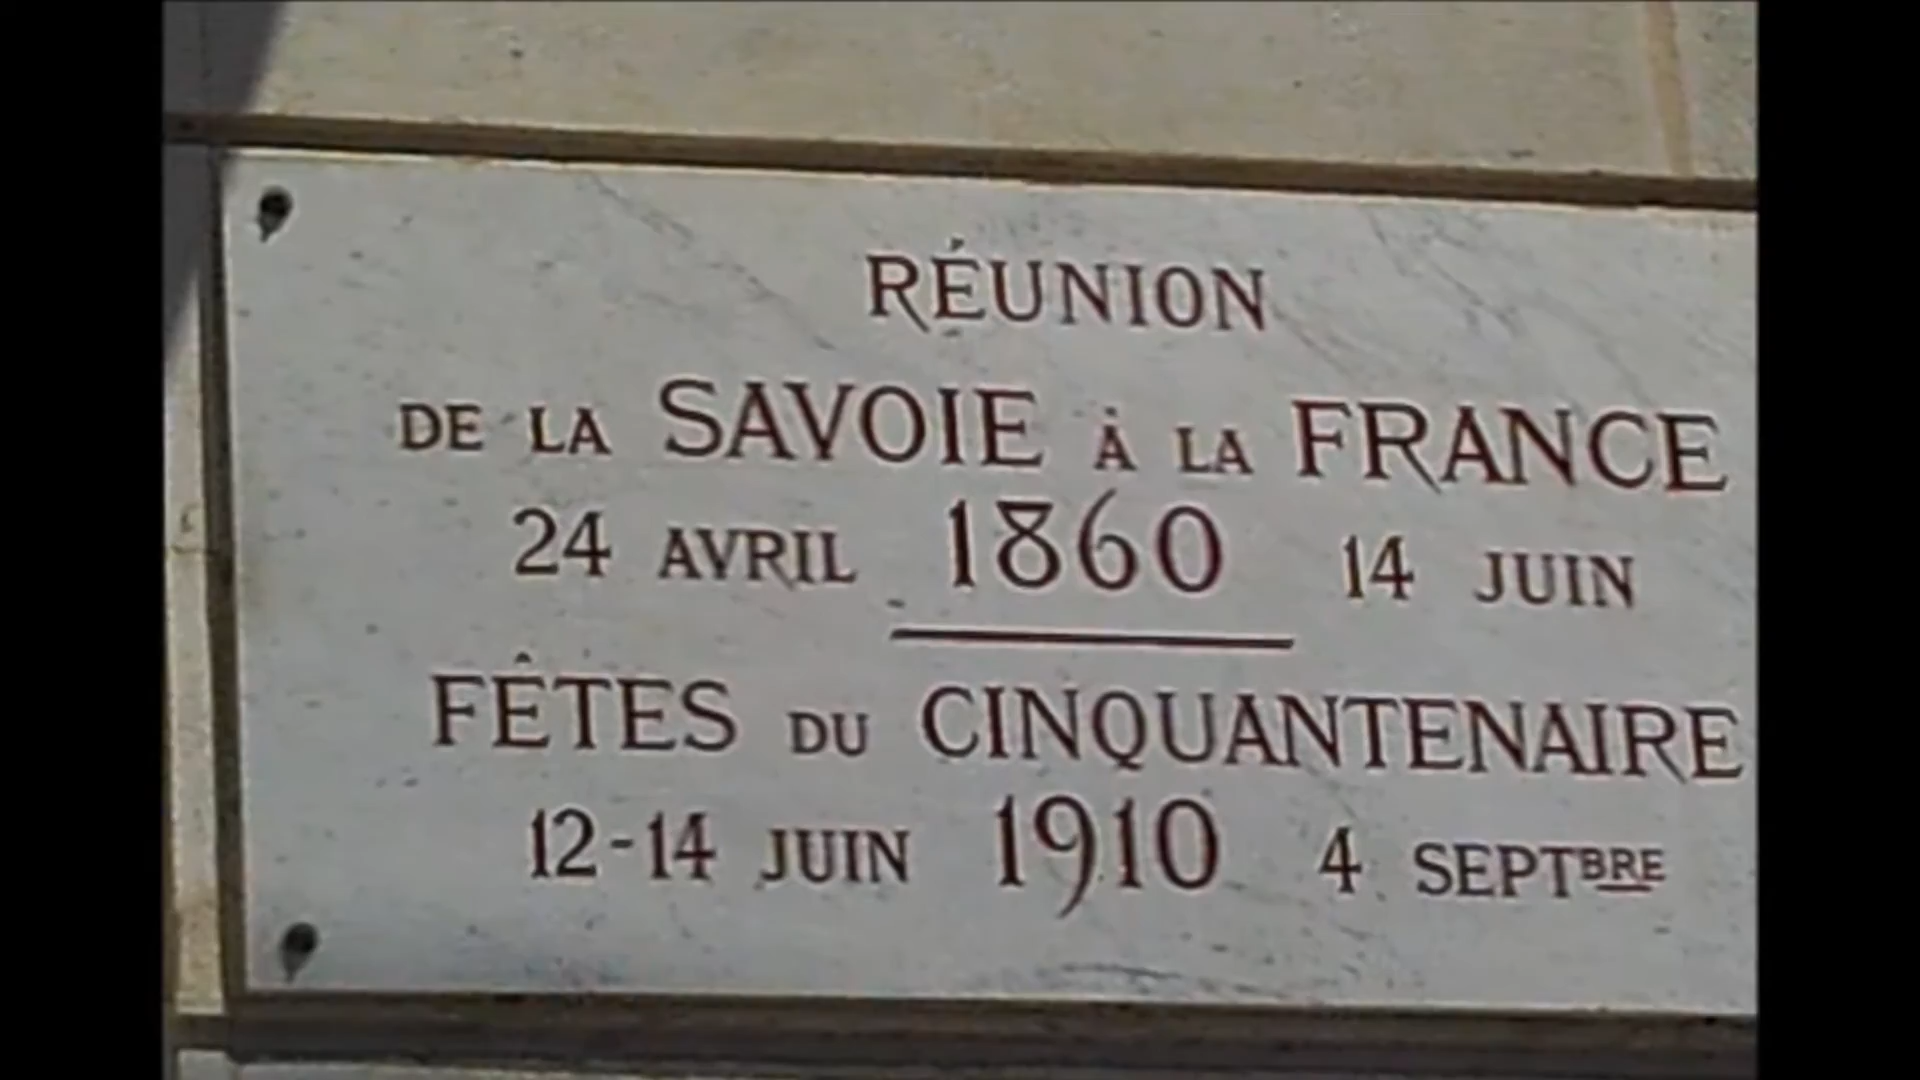 RÉUNION
DE LA SAVOIE À LA FRANCE
24 AVRIL 1860 14 JUIN
FÊTES DU CINQUANTENAIRE
12-14 JUIN 1910 4 SEPTBRE